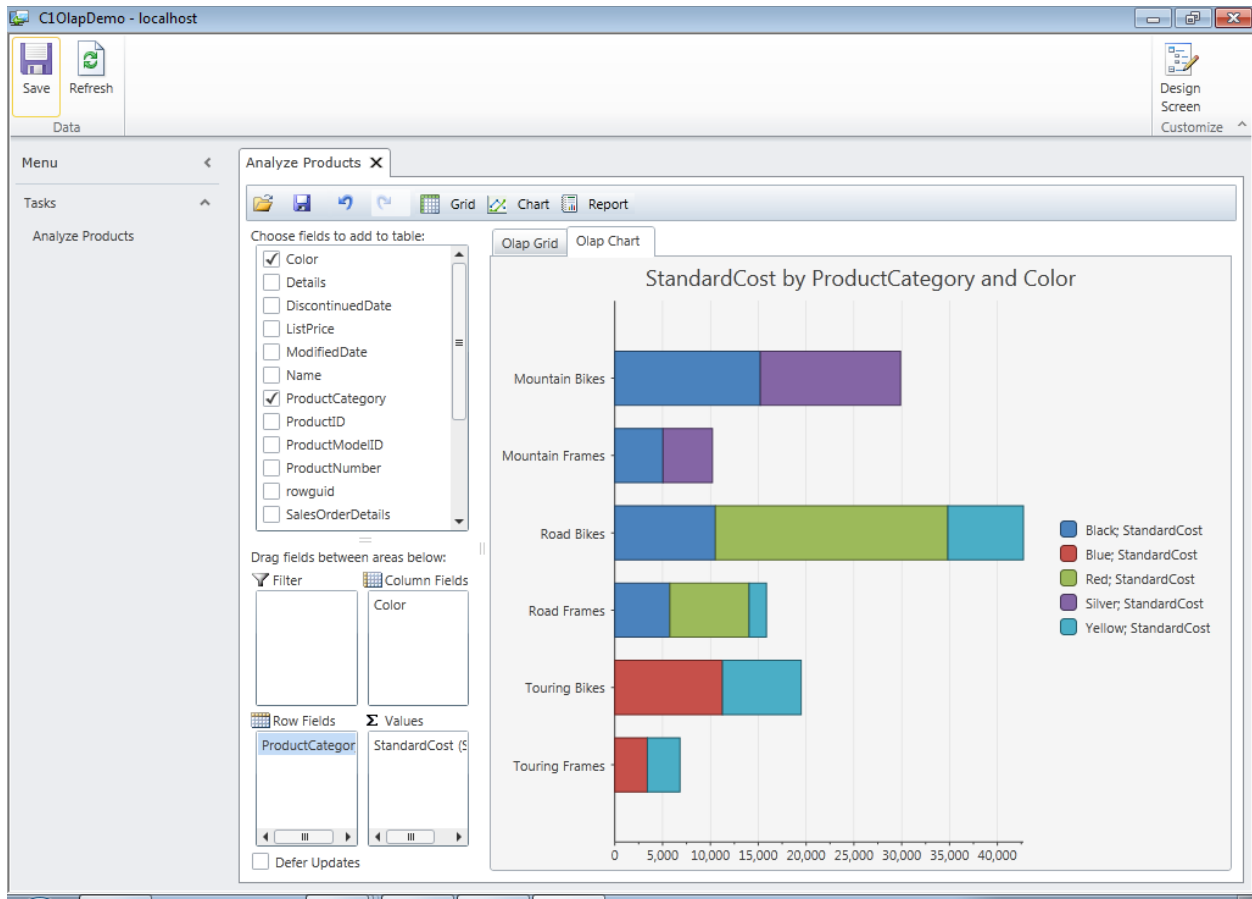 C1OlapDemo - localhost
Save
Refresh
Design
Screen
Data
Customize
Menu
Tasks
Analyze Products
Analyze Products
Grid
Chart
Report
Choose fields to add to table:
Color
Details
DiscontinuedDate
ListPrice
ModifiedDate
Name
ProductCategory
ProductID
ProductModelID
ProductNumber
rowguid
SalesOrderDetails
Drag fields between areas below:
Filter
Column Fields
Color
Row Fields
Σ Values
ProductCategor
StandardCost (S
Defer Updates
Olap Grid
Olap Chart
StandardCost by ProductCategory and Color
Mountain Bikes
Mountain Frames
Road Bikes
Road Frames
Touring Bikes
Touring Frames
0 5,000 10,000 15,000 20,000 25,000 30,000 35,000 40,000
Black; StandardCost
Blue; StandardCost
Red; StandardCost
Silver; StandardCost
Yellow; StandardCost